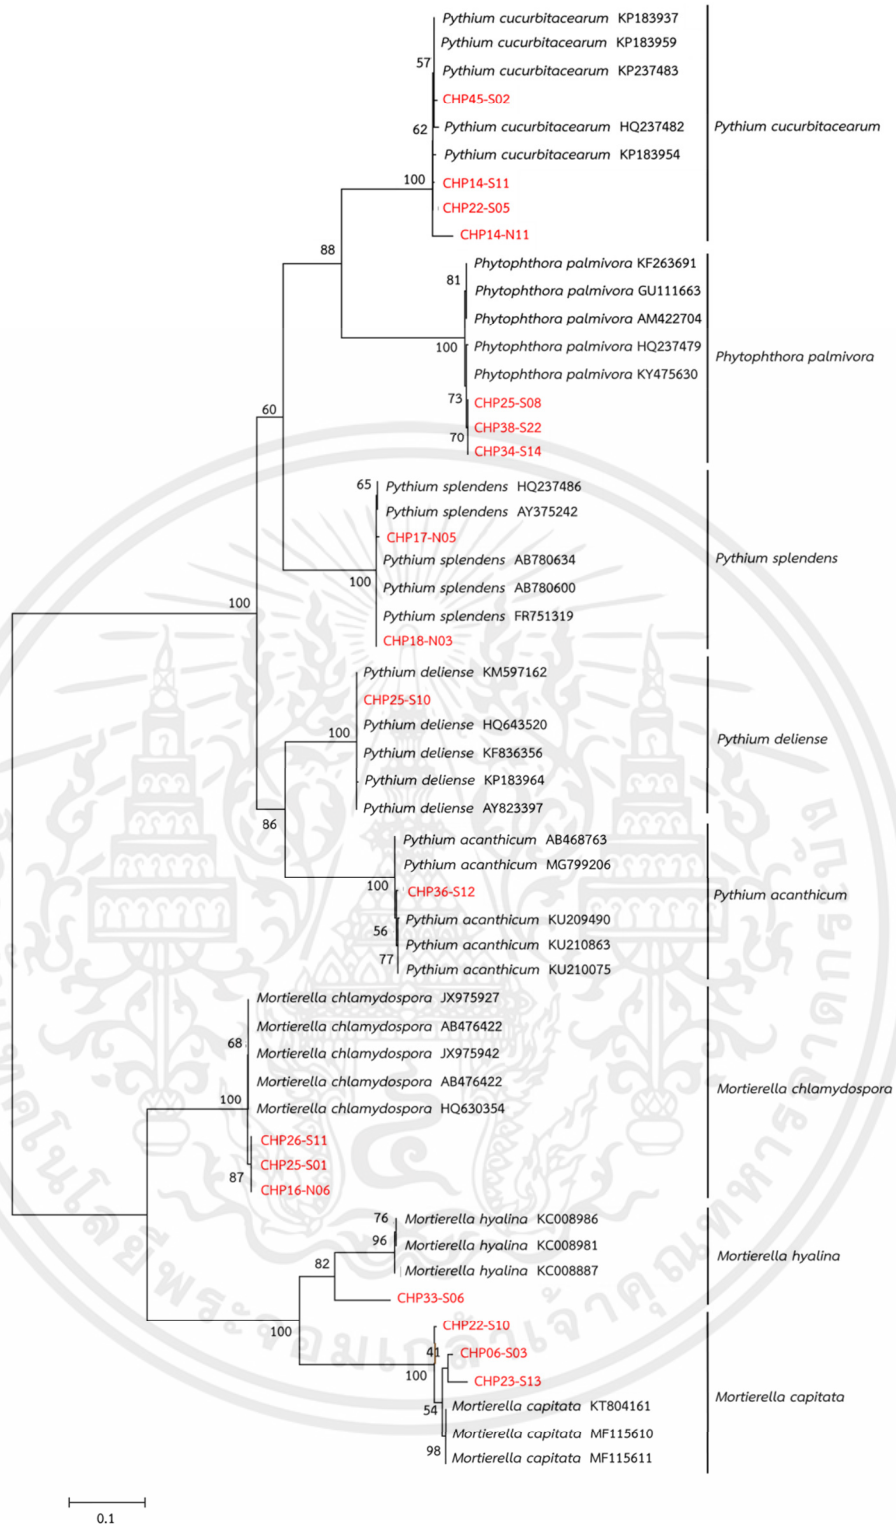 Pythium cucurbitacearum KP183937
Pythium cucurbitacearum KP183959
57
Pythium cucurbitacearum KP237483
CHP45-S02
62
Pythium cucurbitacearum HQ237482
Pythium cucurbitacearum
Pythium cucurbitacearum KP183954
100
CHP14-S11
CHP22-S05
CHP14-N11
88
Phytophthora palmivora KF263691
81
Phytophthora palmivora GU111663
Phytophthora palmivora AM422704
100
Phytophthora palmivora HQ237479
Phytophthora palmivora
Phytophthora palmivora KY475630
73
CHP25-S08
60
CHP38-S22
70
CHP34-S14
65
Pythium splendens HQ237486
Pythium splendens AY375242
CHP17-N05
Pythium splendens AB780634
Pythium splendens
100
Pythium splendens AB780600
100
Pythium splendens FR751319
CHP18-N03
Pythium deliense KM597162
CHP25-S10
100
Pythium deliense HQ643520
Pythium deliense
Pythium deliense KF836356
Pythium deliense KP183964
Pythium deliense AY823397
86
Pythium acanthicum AB468763
Pythium acanthicum MG799206
100
CHP36-S12
Pythium acanthicum
Pythium acanthicum KU209490
56
Pythium acanthicum KU210863
77
Pythium acanthicum KU210075
Mortierella chlamydospora JX975927
Mortierella chlamydospora AB476422
68
Mortierella chlamydospora JX975942
Mortierella chlamydospora AB476422
Mortierella chlamydospora
100
Mortierella chlamydospora HQ630354
CHP26-S11
CHP25-S01
87
CHP16-N06
76
Mortierella hyalina KC008986
96
Mortierella hyalina KC008981
Mortierella hyalina
82
Mortierella hyalina KC008887
CHP33-S06
100
CHP22-S10
41
CHP06-S03
100
CHP23-S13
Mortierella capitata
54
Mortierella capitata KT804161
Mortierella capitata MF115610
98
Mortierella capitata MF115611
0.1